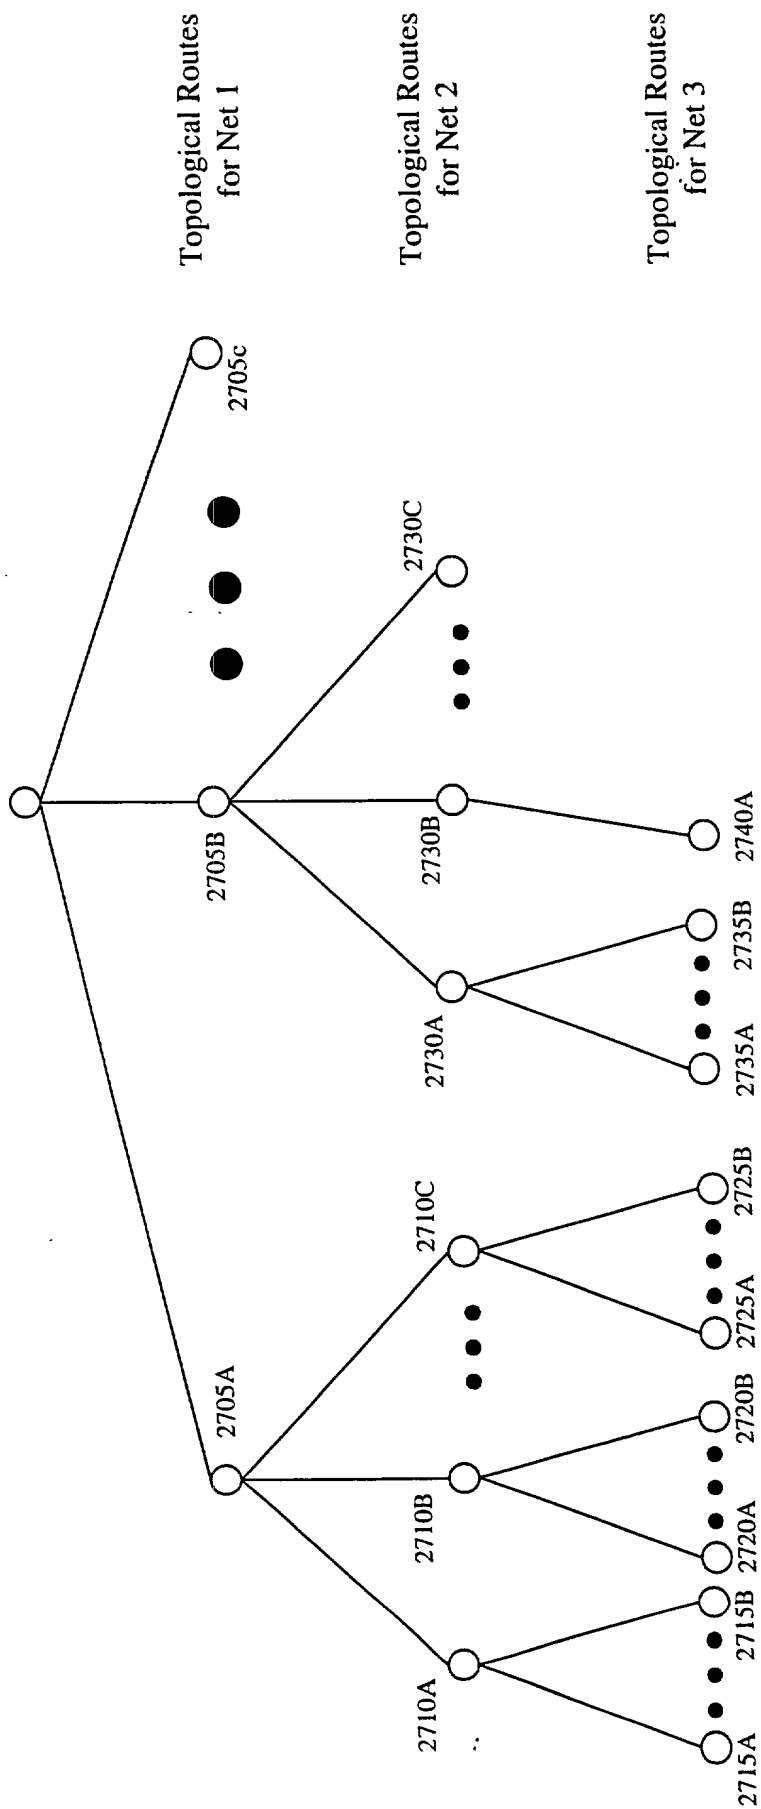 2705A
2705B
2705c
Topological Routes
for Net 1
2710A
2710B
2710C
2730A
2730B
2730C
Topological Routes
for Net 2
2715A
2715B
2720A
2720B
2725A
2725B
2735A
2735B
2740A
Topological Routes
for Net 3